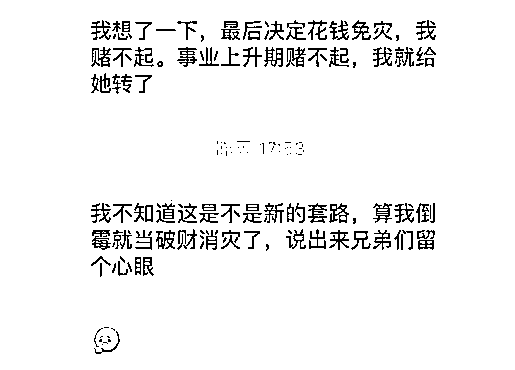 我想了一下，最后决定花钱免灾，我
赌不起。事业上升期赌不起，我就给
她转了
昨天 17:53
我不知道这是不是新的套路，算我倒
霉就当破财消灾了，说出来兄弟们留
个心眼